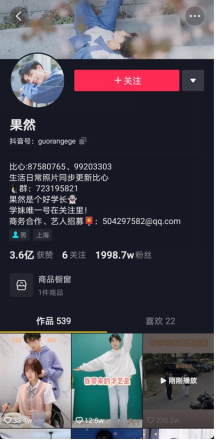 +关注
果然
抖音号：guorangege
比心:87580765、99203303
生活日常照片同步更新比心
🐧群：723195821
果然是个好学长👻
学妹唯一号在关注里！
商务合作、艺人招募🧧：504297582@qq.com
男 上海
3.6亿 获赞 6 关注 1998.7w 粉丝
商品橱窗
1件商品
作品 539 喜欢 22
刚刚播放
12.5w